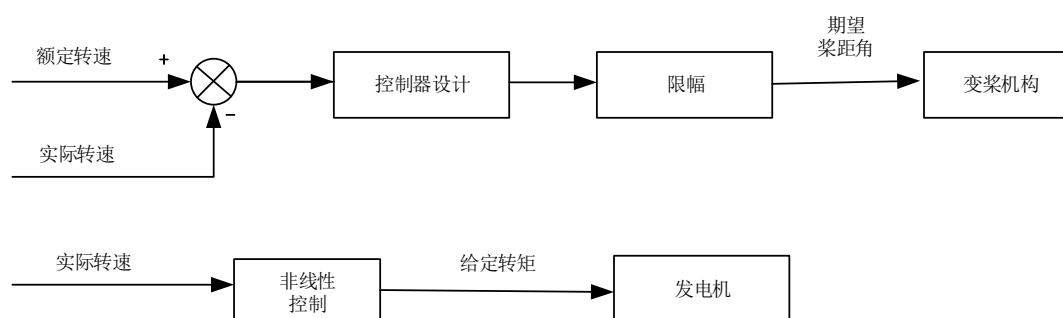 额定转速
+
期望
桨距角
控制器设计
限幅
变桨机构
−
实际转速
实际转速
非线性
控制
给定转矩
发电机